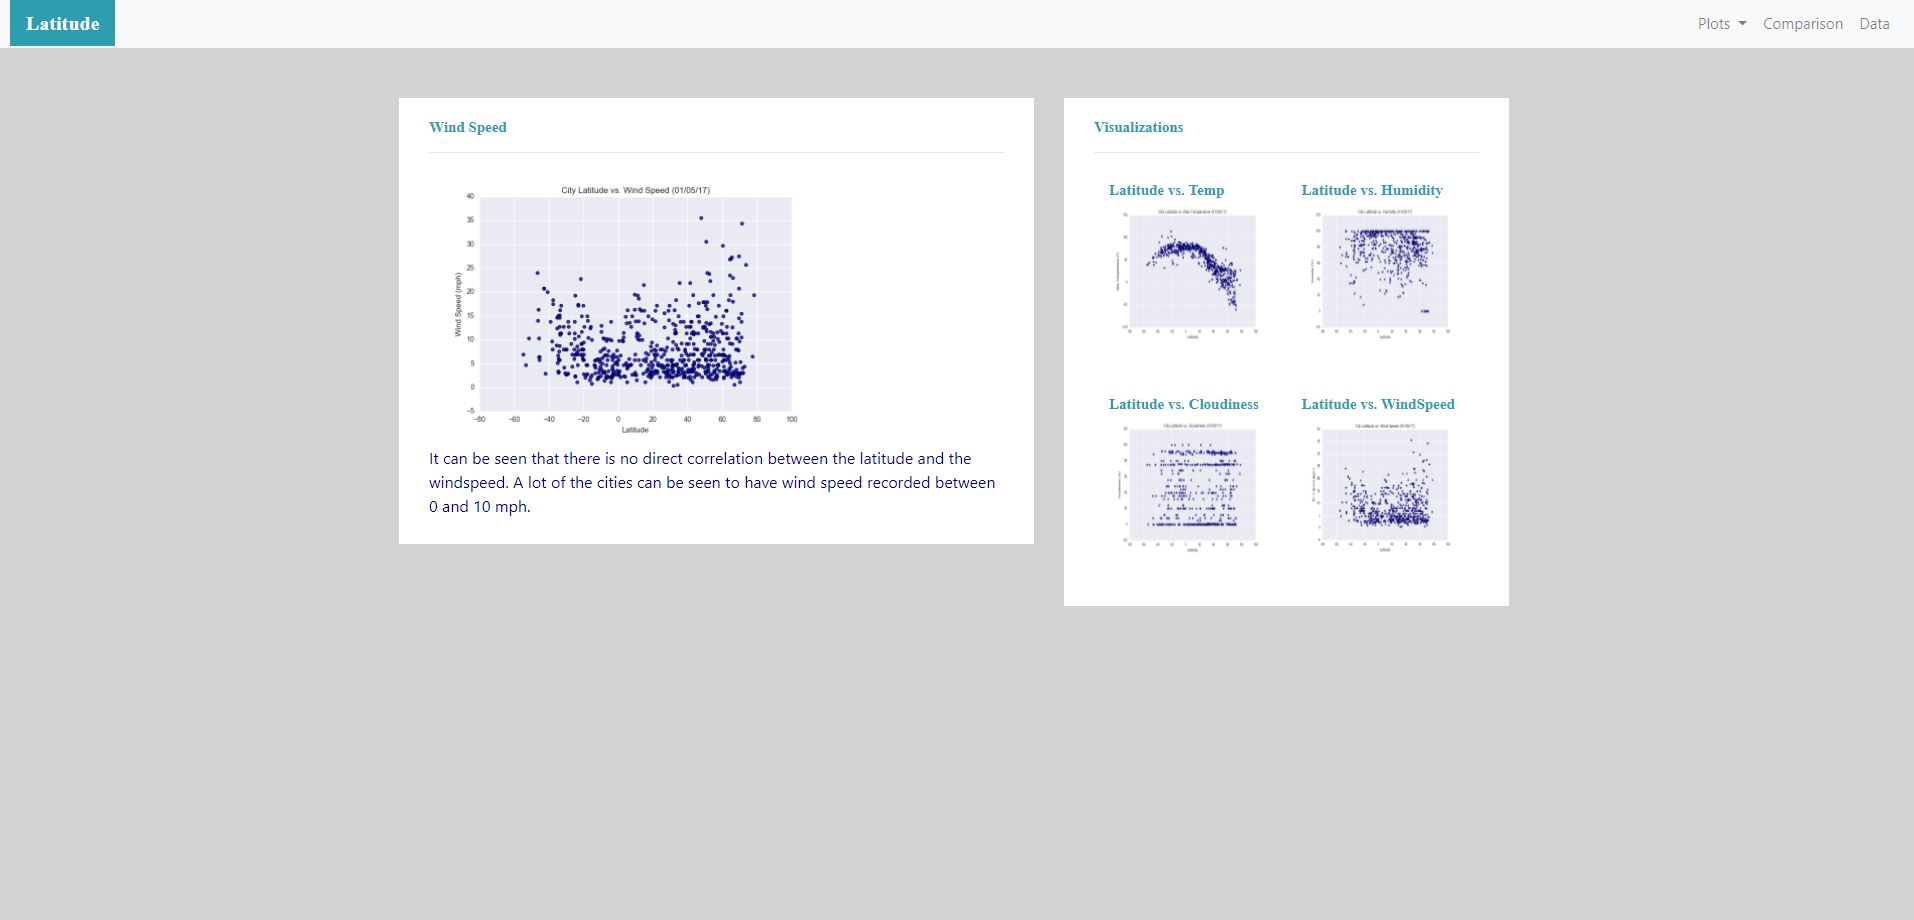 Latitude
Plots
Comparison
Data
Wind Speed
City Latitude vs. Wind Speed (01/05/17)
40
35
30
25
20
15
10
5
0
−5
Wind Speed (mph)
−80 −60 −40 −20 0 20 40 60 80 100
Latitude
It can be seen that there is no direct correlation between the latitude and the
windspeed. A lot of the cities can be seen to have wind speed recorded between
0 and 10 mph.
Visualizations
Latitude vs. Temp
Latitude vs. Humidity
Latitude
Latitude
Latitude vs. Cloudiness
Latitude vs. WindSpeed
Latitude
Latitude